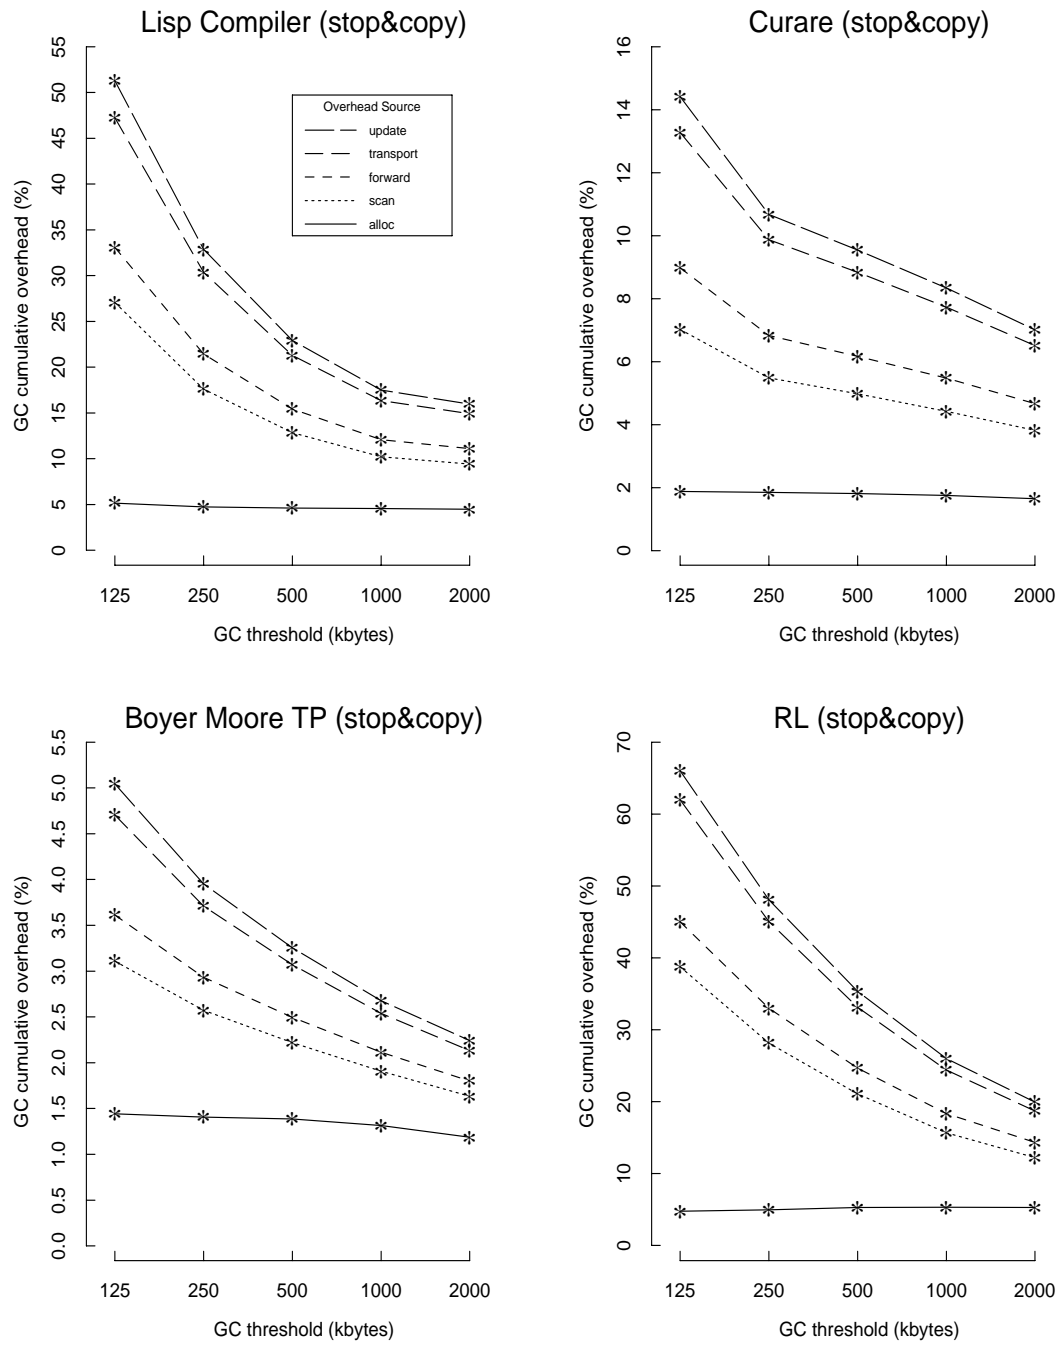 Lisp Compiler (stop&copy)
GC cumulative overhead (%)
0 5 10 15 20 25 30 35 40 45 50 55
Overhead Source
update
transport
forward
scan
alloc
125 250 500 1000 2000
GC threshold (kbytes)
Curare (stop&copy)
GC cumulative overhead (%)
0 2 4 6 8 10 12 14 16
125 250 500 1000 2000
GC threshold (kbytes)
Boyer Moore TP (stop&copy)
GC cumulative overhead (%)
0.0 0.5 1.0 1.5 2.0 2.5 3.0 3.5 4.0 4.5 5.0 5.5
125 250 500 1000 2000
GC threshold (kbytes)
RL (stop&copy)
GC cumulative overhead (%)
0 10 20 30 40 50 60 70
125 250 500 1000 2000
GC threshold (kbytes)